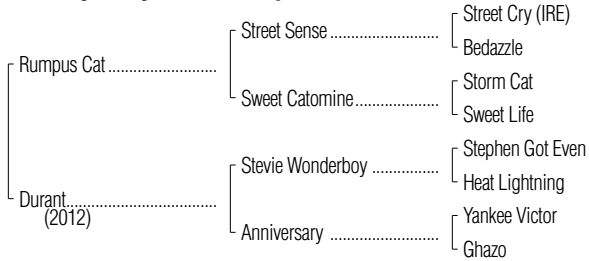 Street Cry (IRE)
Street Sense ....................
Bedazzle
Rumpus Cat ........................
Storm Cat
Sweet Catomine..................
Sweet Life
Stephen Got Even
Stevie Wonderboy ..............
Heat Lightning
Durant.................................
(2012)
Yankee Victor
Anniversary .......................
Ghazo